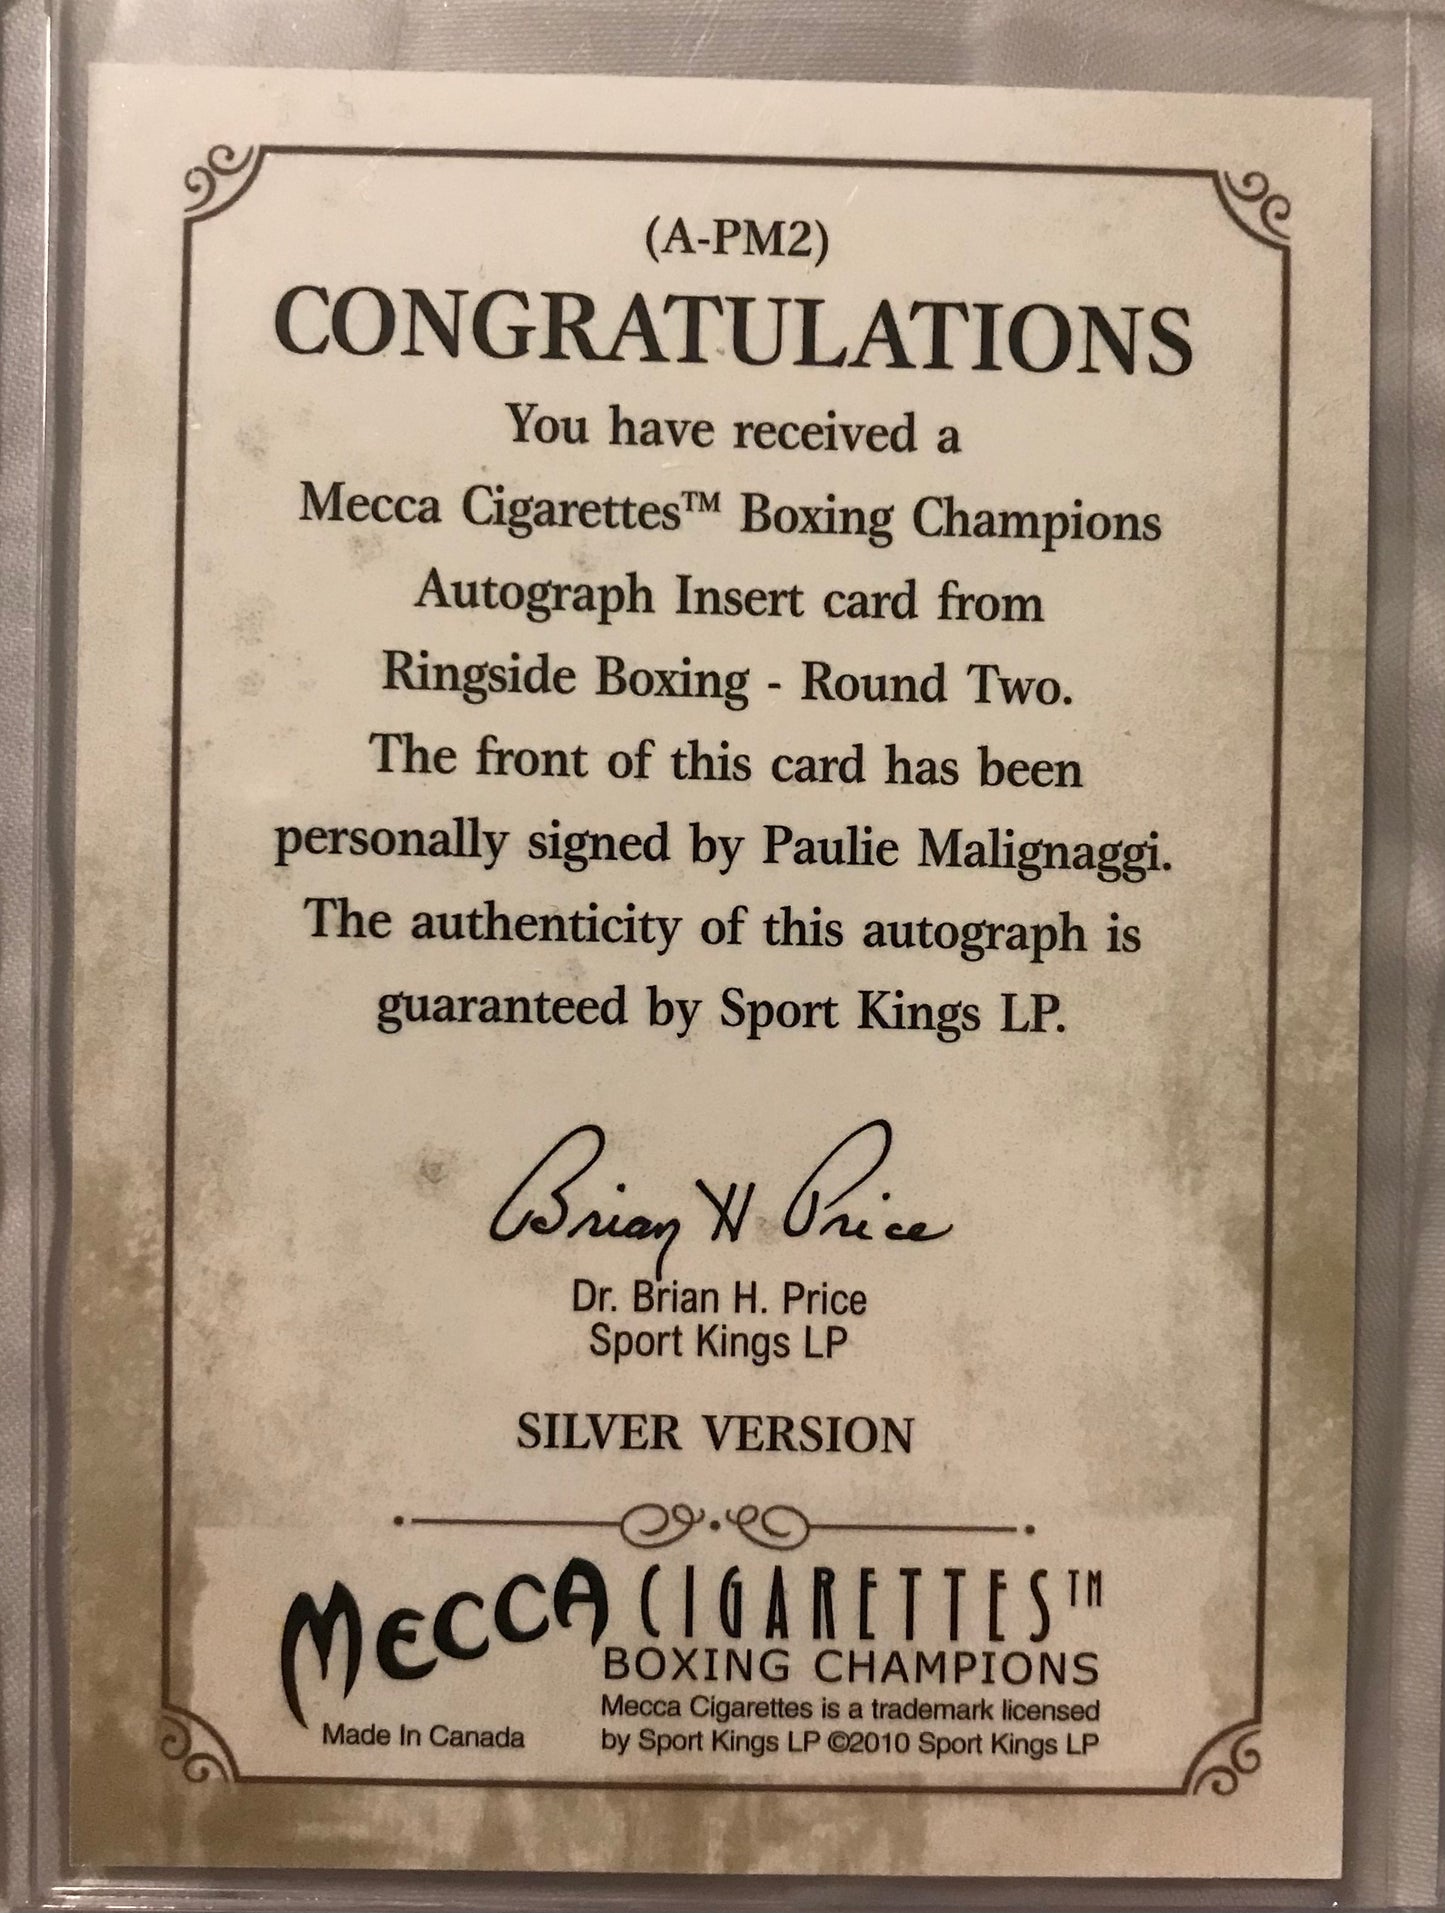 (A-PM2)
CONGRATULATIONS
You have received a
Mecca Cigarettes™ Boxing Champions
Autograph Insert card from
Ringside Boxing - Round Two.
The front of this card has been
personally signed by Paulie Malignaggi.
The authenticity of this autograph is
guaranteed by Sport Kings LP.
Brian H Price
Dr. Brian H. Price
Sport Kings LP
SILVER VERSION
MECCA CIGARETTES™
BOXING CHAMPIONS
Mecca Cigarettes is a trademark licensed
by Sport Kings LP ©2010 Sport Kings LP
Made In Canada